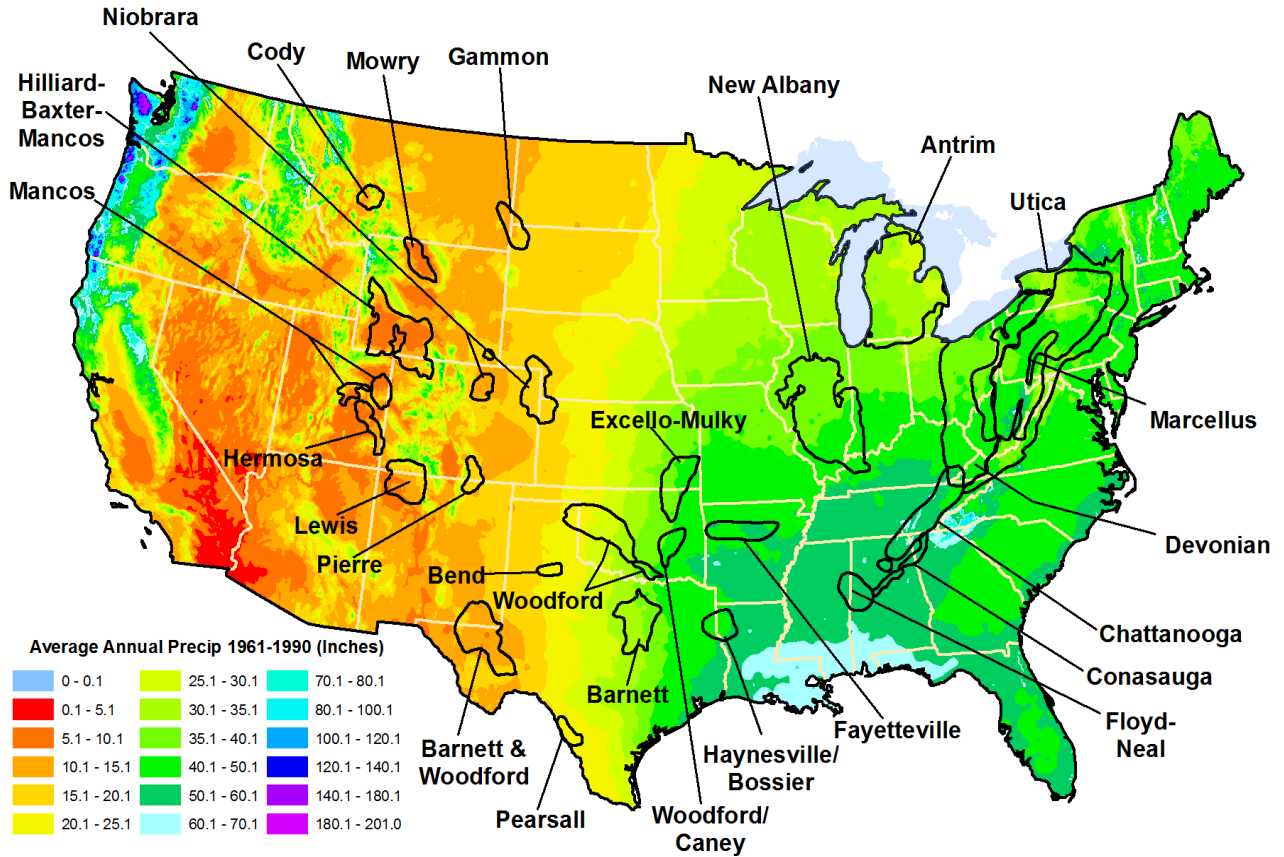 Niobrara
Cody
Mowry
Gammon
Hilliard-
Baxter-
Mancos
New Albany
Antrim
Mancos
Utica
Marcellus
Excello-Mulky
Hermosa
Lewis
Pierre
Bend
Woodford
Devonian
Chattanooga
Conasauga
Barnett
Floyd-
Neal
Fayetteville
Haynesville/
Bossier
Barnett &
Woodford
Pearsall
Woodford/
Caney
Average Annual Precip 1961-1990 (Inches)
0 - 0.1
0.1 - 5.1
5.1 - 10.1
10.1 - 15.1
15.1 - 20.1
20.1 - 25.1
25.1 - 30.1
30.1 - 35.1
35.1 - 40.1
40.1 - 50.1
50.1 - 60.1
60.1 - 70.1
70.1 - 80.1
80.1 - 100.1
100.1 - 120.1
120.1 - 140.1
140.1 - 180.1
180.1 - 201.0